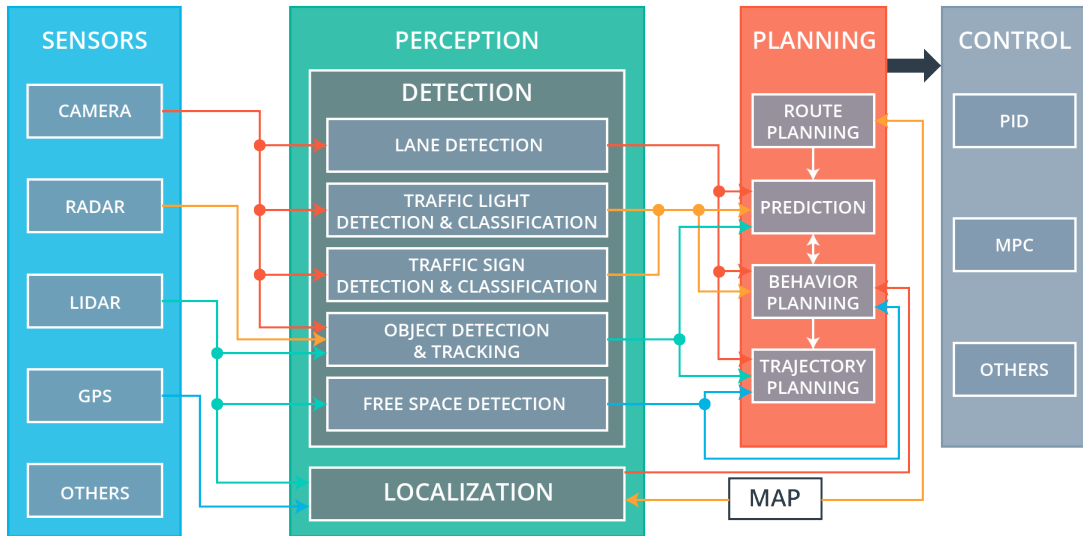 SENSORS
CAMERA
RADAR
LIDAR
GPS
OTHERS
PERCEPTION
DETECTION
LANE DETECTION
TRAFFIC LIGHT
DETECTION & CLASSIFICATION
TRAFFIC SIGN
DETECTION & CLASSIFICATION
OBJECT DETECTION
& TRACKING
FREE SPACE DETECTION
LOCALIZATION
PLANNING
ROUTE
PLANNING
PREDICTION
BEHAVIOR
PLANNING
TRAJECTORY
PLANNING
MAP
CONTROL
PID
MPC
OTHERS